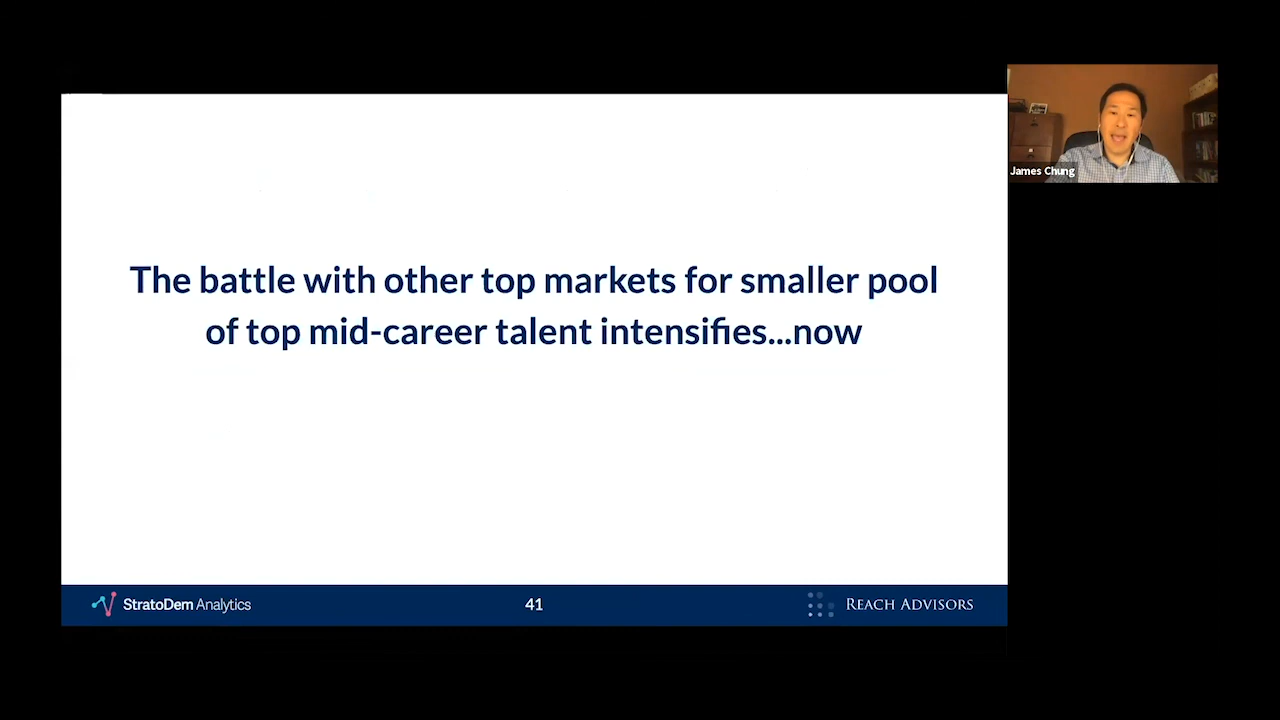 James Chung
The battle with other top markets for smaller pool
of top mid-career talent intensifies...now
StratoDem Analytics
41
REACH ADVISORS